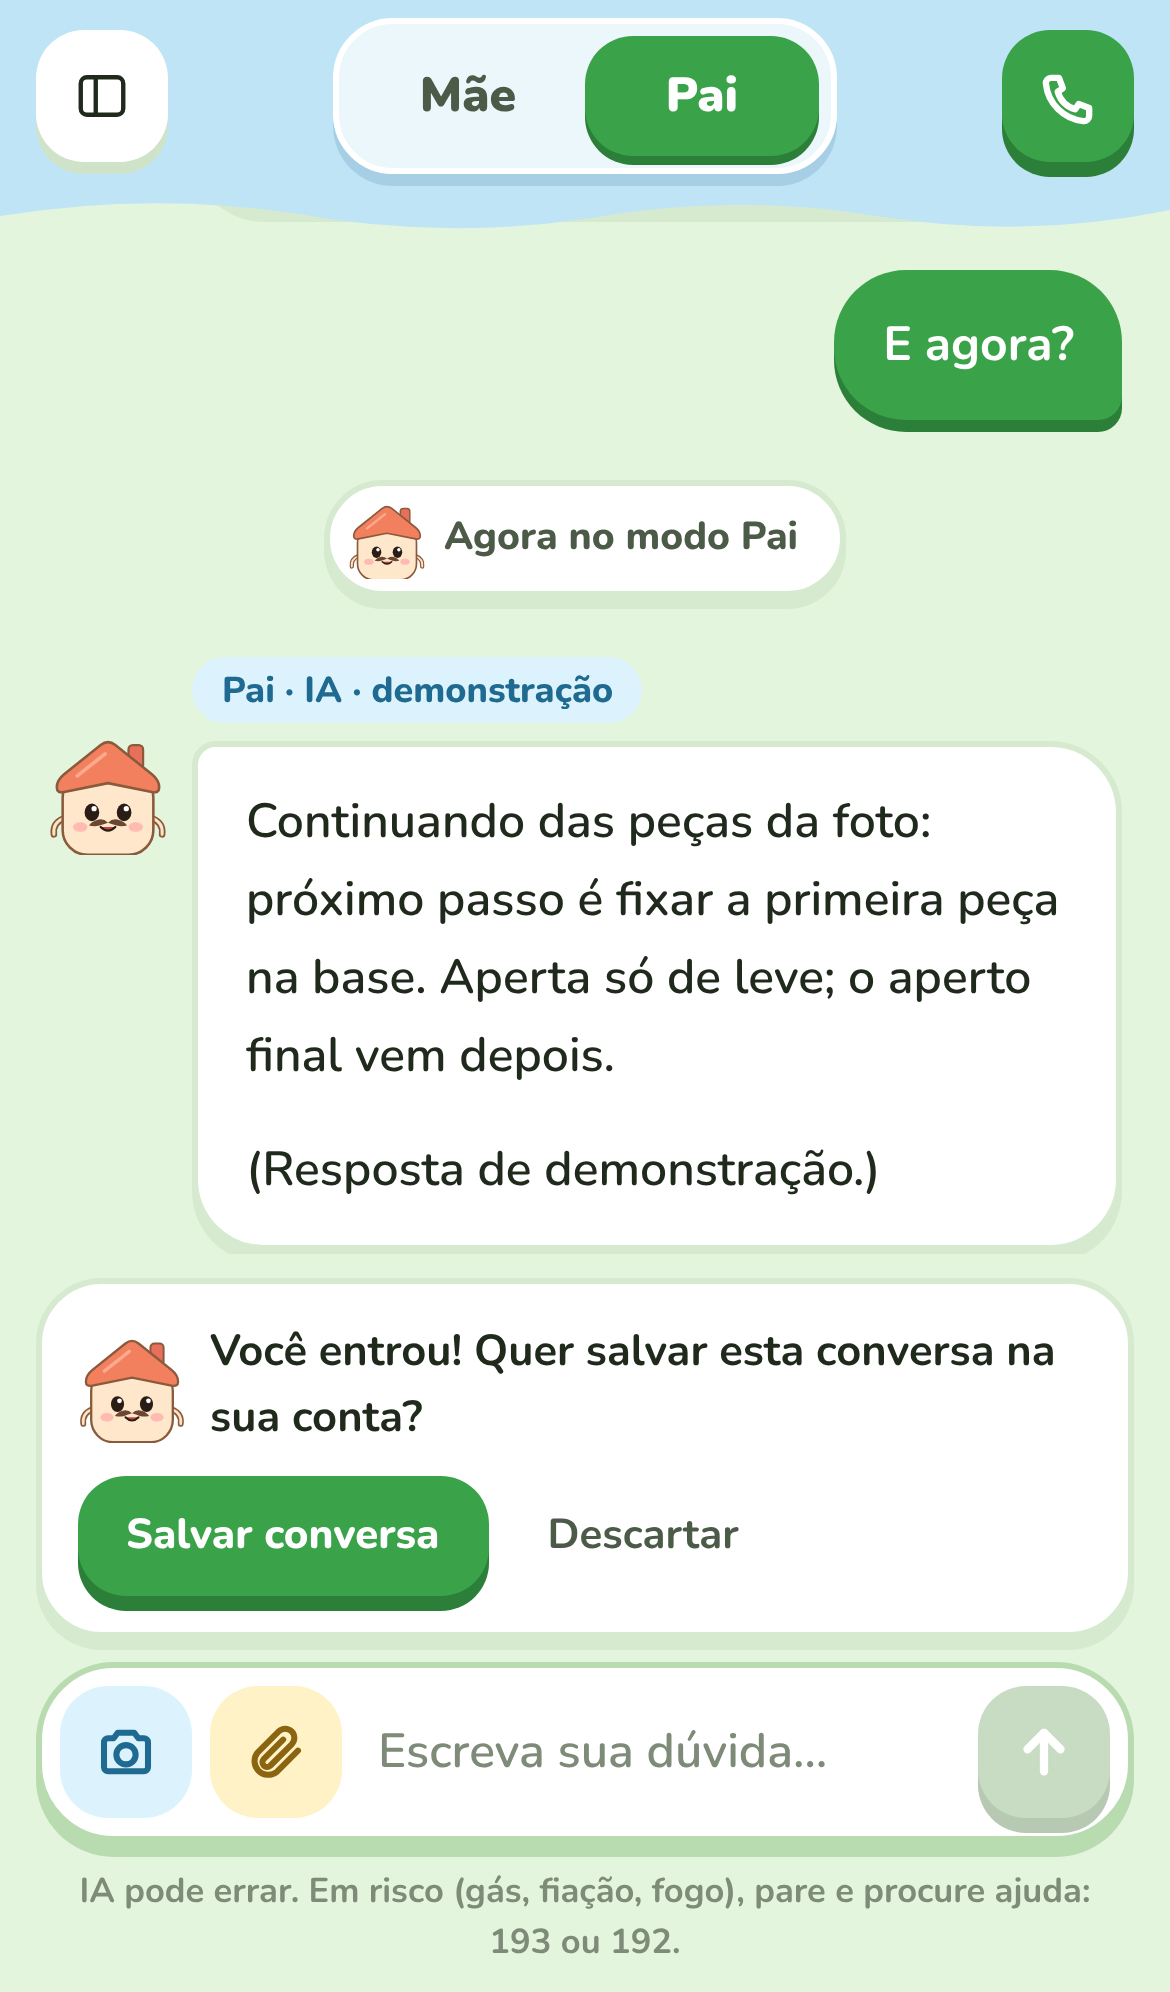 Mãe
Pai
E agora?
Agora no modo Pai
Pai · IA · demonstração
Continuando das peças da foto:
próximo passo é fixar a primeira peça
na base. Aperta só de leve; o aperto
final vem depois.
(Resposta de demonstração.)
Você entrou! Quer salvar esta conversa na
sua conta?
Salvar conversa
Descartar
Escreva sua dúvida...
IA pode errar. Em risco (gás, fiação, fogo), pare e procure ajuda:
193 ou 192.